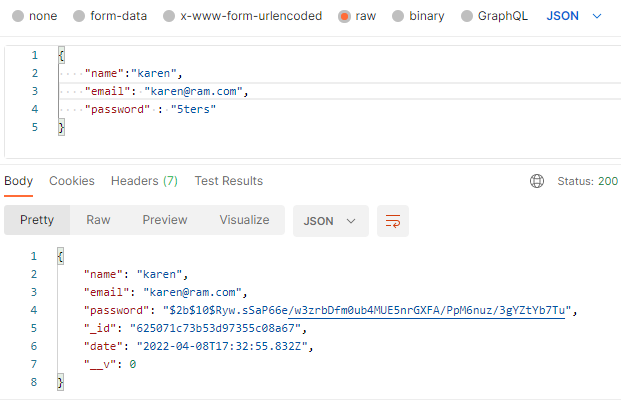 none form-data x-www-form-urlencoded raw binary GraphQL JSON
1 {
2 "name":"karen",
3 "email": "karen@ram.com",
4 "password" : "5ters"
5 }
Body Cookies Headers (7) Test Results Status: 200
Pretty Raw Preview Visualize JSON
1 {
2 "name": "karen",
3 "email": "karen@ram.com",
4 "password": "$2b$10$Ryw.sSaP66e/w3zrbDfm0ub4MUE5nrGXFA/PpM6nuz/3gYZtYb7Tu",
5 "_id": "625071c73b53d97355c08a67",
6 "date": "2022-04-08T17:32:55.832Z",
7 "__v": 0
8 }